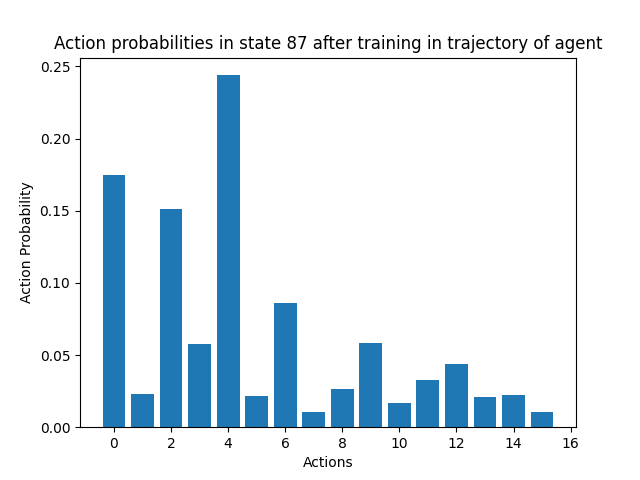 Action probabilities in state 87 after training in trajectory of agent
0.25
0.20
0.15
0.10
0.05
0.00
Action Probability
0 2 4 6 8 10 12 14 16
Actions